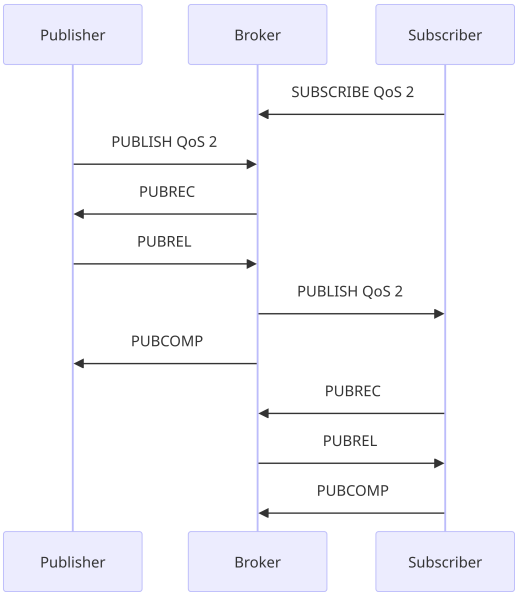 Publisher Broker Subscriber
SUBSCRIBE QoS 2
PUBLISH QoS 2
PUBREC
PUBREL
PUBLISH QoS 2
PUBCOMP
PUBREC
PUBREL
PUBCOMP
Publisher Broker Subscriber